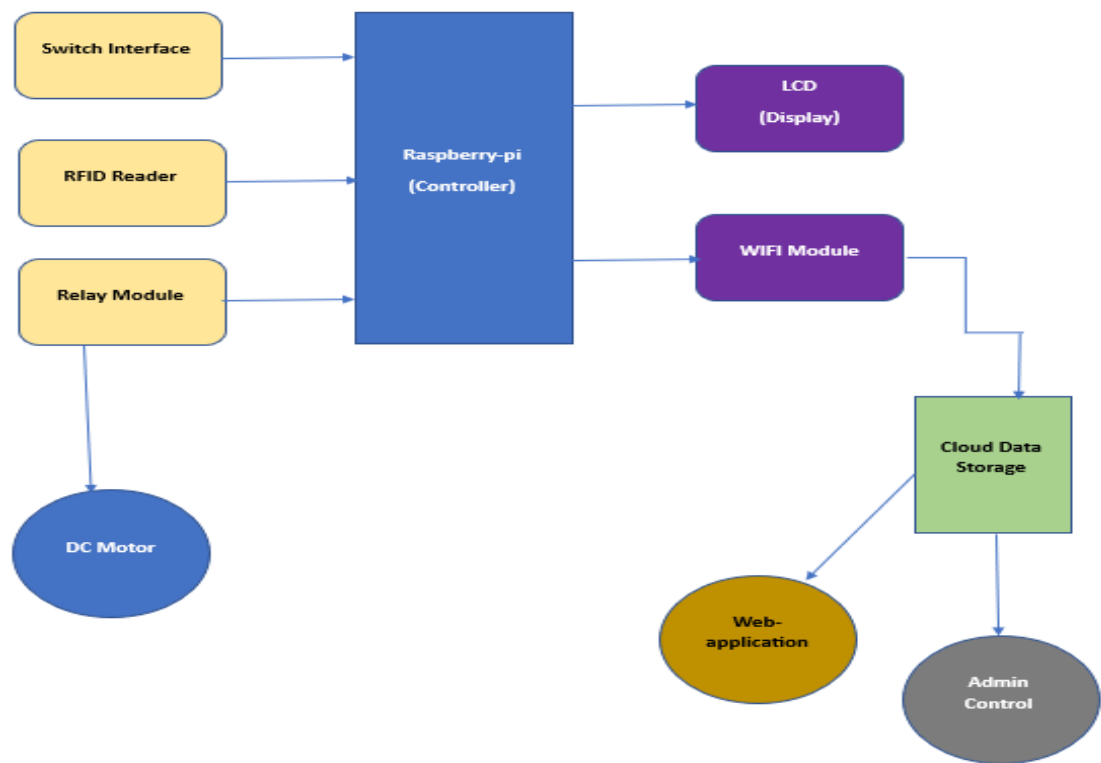 Switch Interface
RFID Reader
Relay Module
DC Motor
Raspberry-pi
(Controller)
LCD
(Display)
WIFI Module
Cloud Data
Storage
Web-
application
Admin
Control